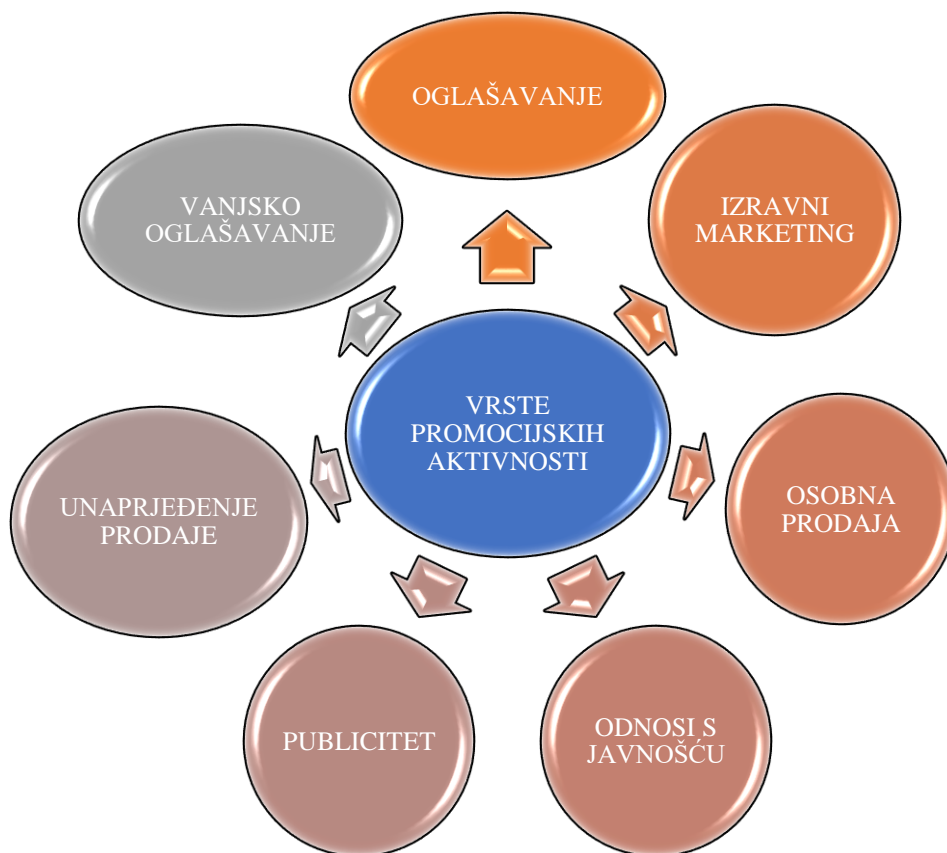 OGLAŠAVANJE
VANJSKO
OGLAŠAVANJE
IZRAVNI
MARKETING
VRSTE
PROMOCIJSKIH
AKTIVNOSTI
UNAPRJEĐENJE
PRODAJE
OSOBNA
PRODAJA
PUBLICITET
ODNOSI S
JAVNOŠĆU